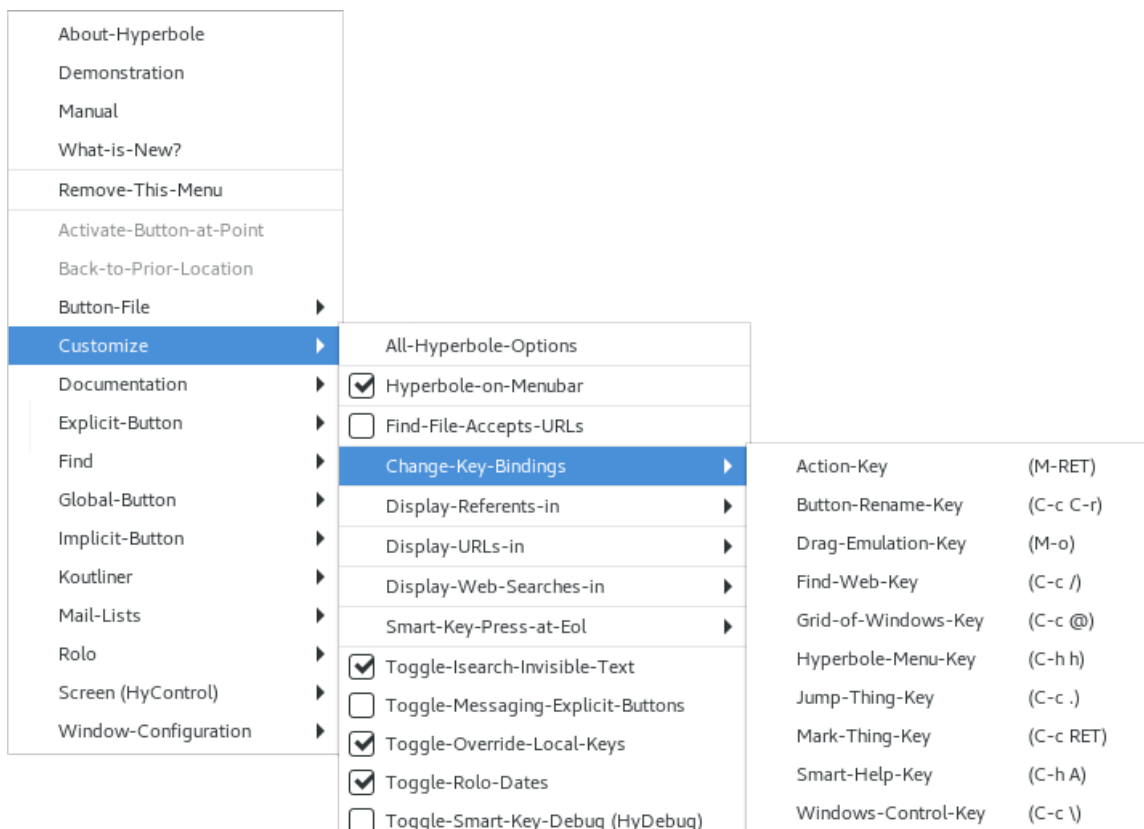 About-Hyperbole
Demonstration
Manual
What-is-New?
Remove-This-Menu
Activate-Button-at-Point
Back-to-Prior-Location
Button-File
Customize
Documentation
Explicit-Button
Find
Global-Button
Implicit-Button
Koutliner
Mail-Lists
Rolo
Screen (HyControl)
Window-Configuration
All-Hyperbole-Options
Hyperbole-on-Menubar
Find-File-Accepts-URLs
Change-Key-Bindings
Display-Referents-in
Display-URLs-in
Display-Web-Searches-in
Smart-Key-Press-at-Eol
Toggle-Isearch-Invisible-Text
Toggle-Messaging-Explicit-Buttons
Toggle-Override-Local-Keys
Toggle-Rolo-Dates
Toggle-Smart-Key-Debug (HyDebug)
Action-Key (M-RET)
Button-Rename-Key (C-c C-r)
Drag-Emulation-Key (M-o)
Find-Web-Key (C-c /)
Grid-of-Windows-Key (C-c @)
Hyperbole-Menu-Key (C-h h)
Jump-Thing-Key (C-c .)
Mark-Thing-Key (C-c RET)
Smart-Help-Key (C-h A)
Windows-Control-Key (C-c \)